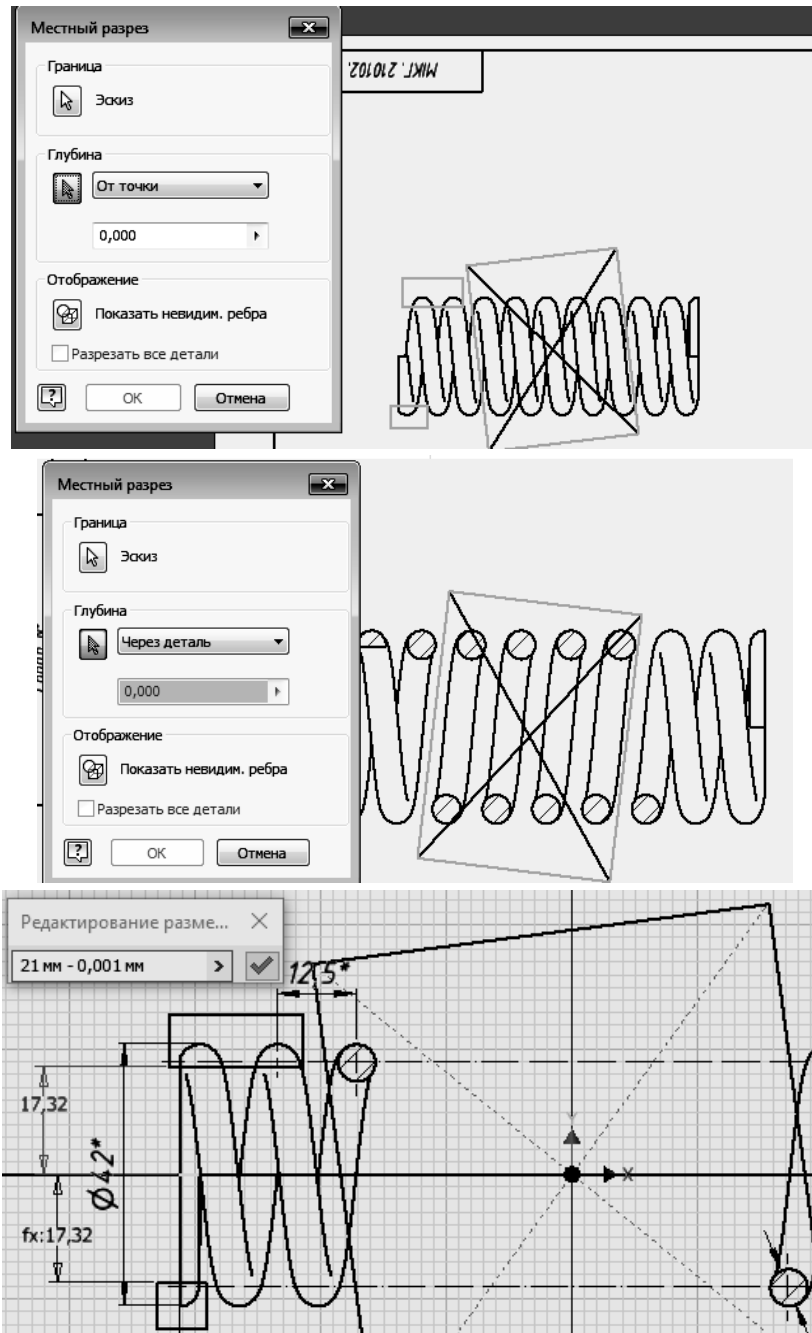 Местный разрез
Граница
Эскиз
Глубина
От точки
0,000
Отображение
Показать невидим. ребра
Разрезать все детали
ОК
Отмена
МІКГ. 210102.
Местный разрез
Граница
Эскиз
Глубина
Через деталь
0,000
Отображение
Показать невидим. ребра
Разрезать все детали
ОК
Отмена
Редактирование разме...
21 мм - 0,001 мм
12,5*
17,32
Ø42*
fx:17,32
X